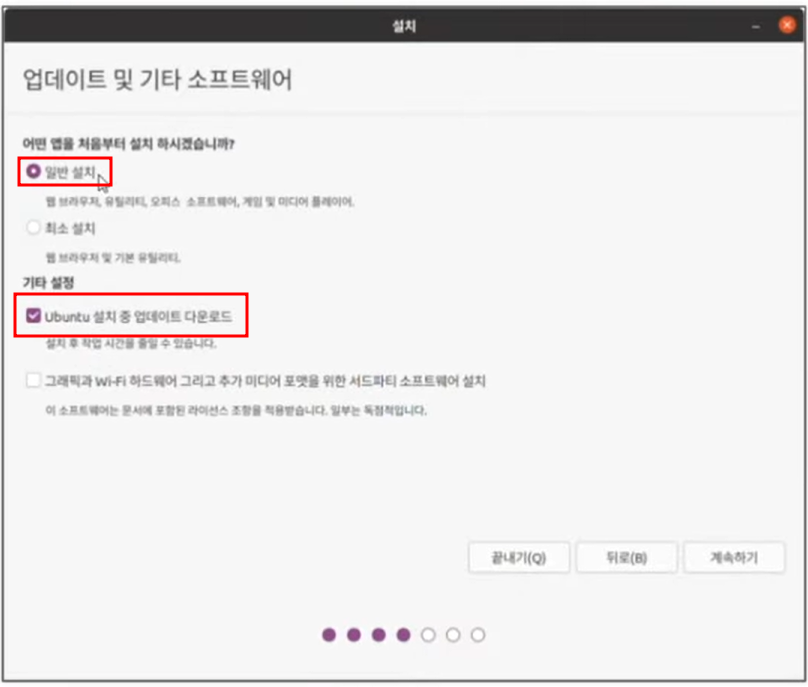 설치
업데이트 및 기타 소프트웨어
어떤 앱을 처음부터 설치 하시겠습니까?
일반 설치
웹 브라우저, 유틸리티, 오피스 소프트웨어, 게임 및 미디어 플레이어.
최소 설치
웹 브라우저 및 기본 유틸리티.
기타 설정
Ubuntu 설치 중 업데이트 다운로드
설치 후 작업 시간을 줄일 수 있습니다.
그래픽과 Wi-Fi 하드웨어 그리고 추가 미디어 포맷을 위한 서드파티 소프트웨어 설치
이 소프트웨어는 문서에 포함된 라이선스 조항을 적용받습니다. 일부는 독점적입니다.
끝내기(Q) 뒤로(B) 계속하기